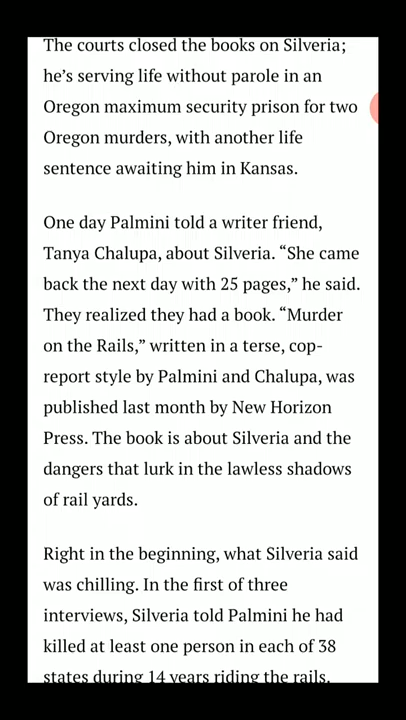 The courts closed the books on Silveria;
he’s serving life without parole in an
Oregon maximum security prison for two
Oregon murders, with another life
sentence awaiting him in Kansas.
One day Palmini told a writer friend,
Tanya Chalupa, about Silveria. “She came
back the next day with 25 pages,” he said.
They realized they had a book. “Murder
on the Rails,” written in a terse, cop-
report style by Palmini and Chalupa, was
published last month by New Horizon
Press. The book is about Silveria and the
dangers that lurk in the lawless shadows
of rail yards.
Right in the beginning, what Silveria said
was chilling. In the first of three
interviews, Silveria told Palmini he had
killed at least one person in each of 38
states during 14 years riding the rails.